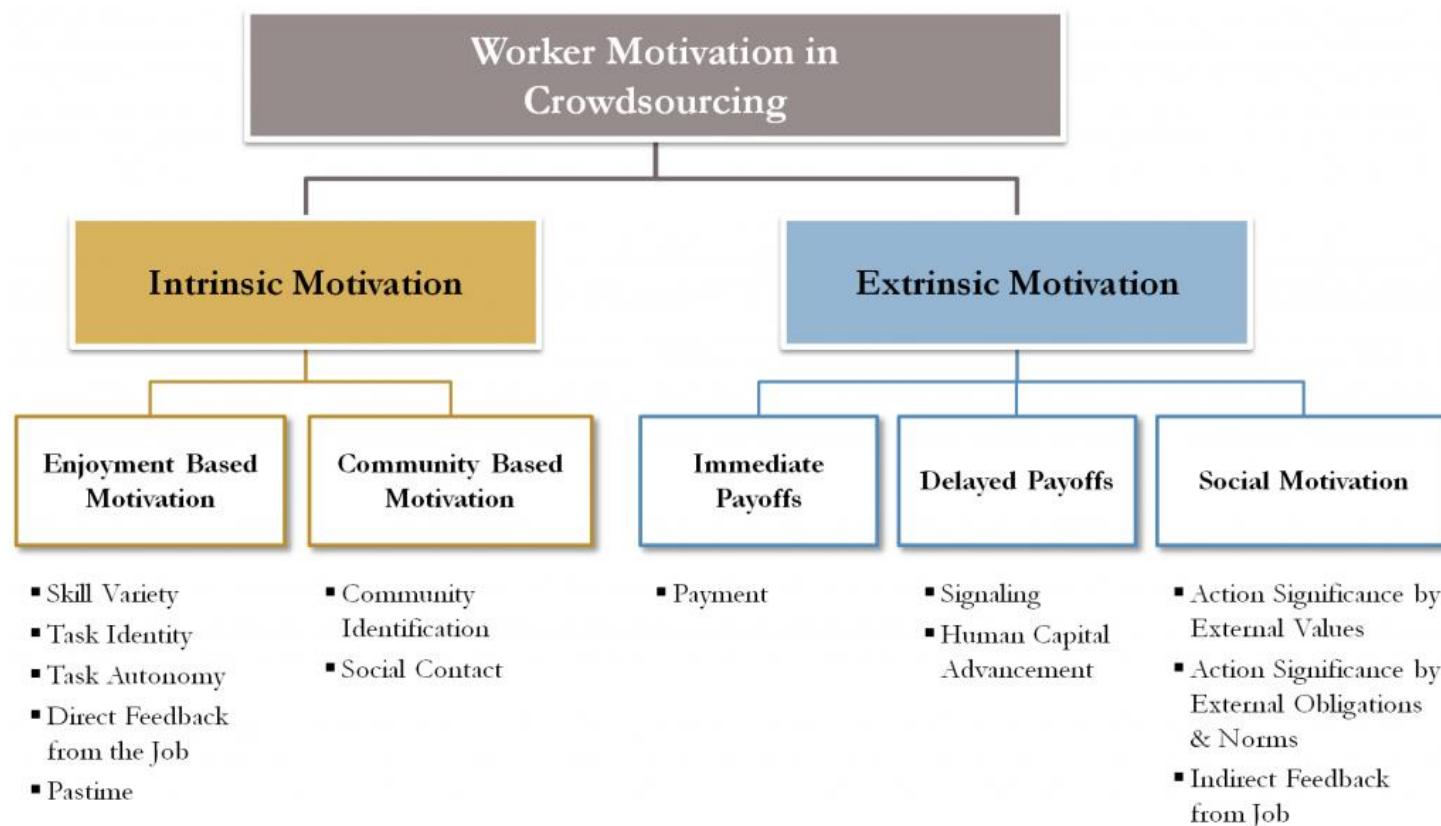 Worker Motivation in
Crowdsourcing
Intrinsic Motivation
Extrinsic Motivation
Enjoyment Based
Motivation
Community Based
Motivation
Immediate
Payoffs
Delayed Payoffs
Social Motivation
▪ Skill Variety
▪ Task Identity
▪ Task Autonomy
▪ Direct Feedback
from the Job
▪ Pastime
▪ Community
Identification
▪ Social Contact
▪ Payment
▪ Signaling
▪ Human Capital
Advancement
▪ Action Significance by
External Values
▪ Action Significance by
External Obligations
& Norms
▪ Indirect Feedback
from Job